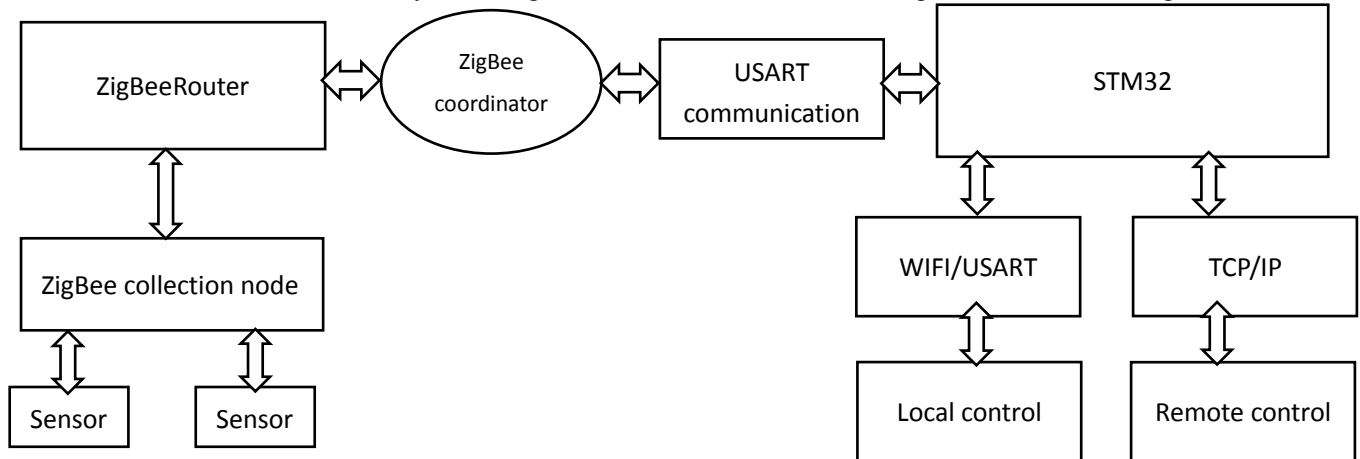 ZigBeeRouter
ZigBee
coordinator
USART
communication
STM32
ZigBee collection node
WIFI/USART
TCP/IP
Sensor
Sensor
Local control
Remote control